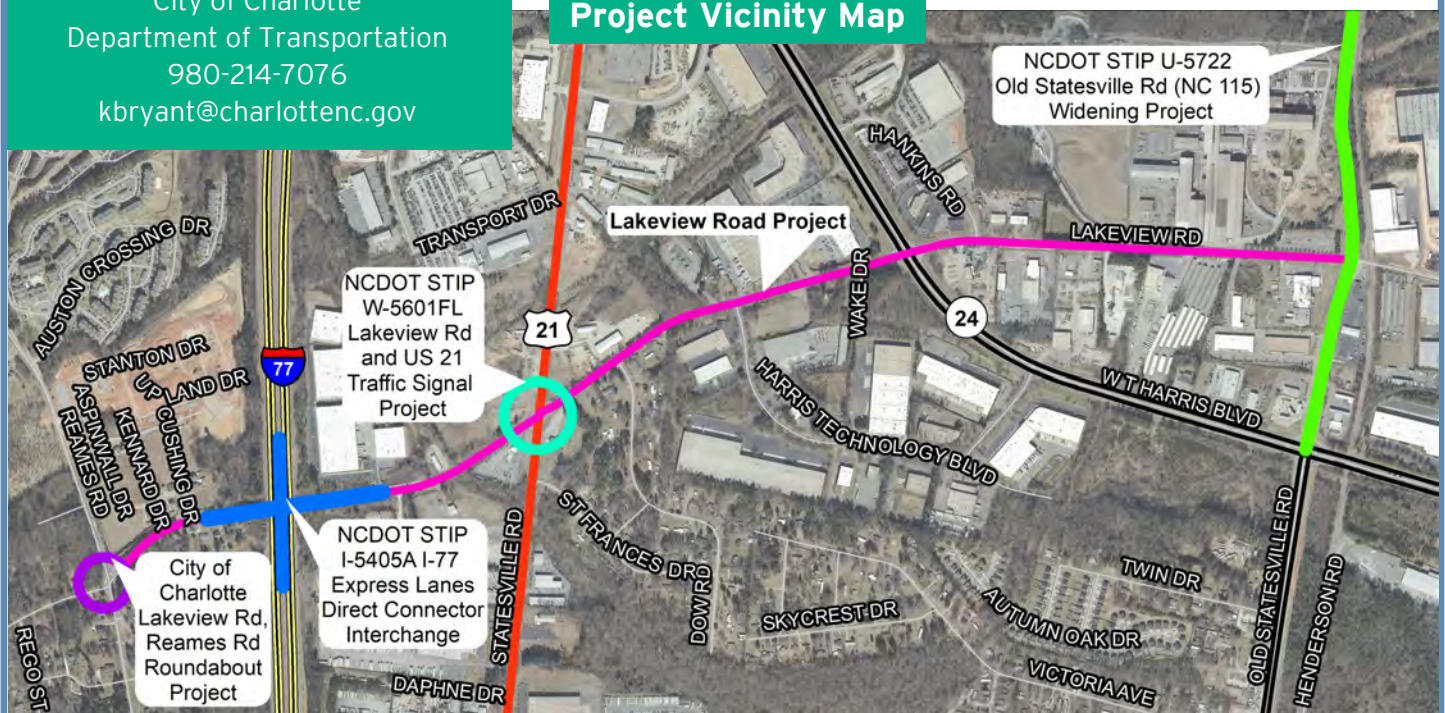 City of Charlotte
Department of Transportation
980-214-7076
kbryant@charlottenc.gov
Project Vicinity Map
NCDOT STIP U-5722
Old Statesville Rd (NC 115)
Widening Project
HANKINS RD
TRANSPORT DR
Lakeview Road Project
LAKEVIEW RD
AUSTON CROSSING DR
NCDOT STIP
W-5601FL
Lakeview Rd
and US 21
Traffic Signal
Project
21
WAKE DR
24
STANTON DR
UPLAND DR
77
ASPINWALL DR
REAMES RD
KENNARD DR
CUSHING DR
HARRIS TECHNOLOGY BLVD
W T HARRIS BLVD
NCDOT STIP
I-5405A I-77
Express Lanes
Direct Connector
Interchange
City of
Charlotte
Lakeview Rd,
Reames Rd
Roundabout
Project
STATESVILLE RD
ST FRANCES DR
DOW RD
SKYCREST DR
TWIN DR
AUTUMN OAK DR
VICTORIA AVE
OLD STATESVILLE RD
HENDERSON RD
REGO ST
DAPHNE DR